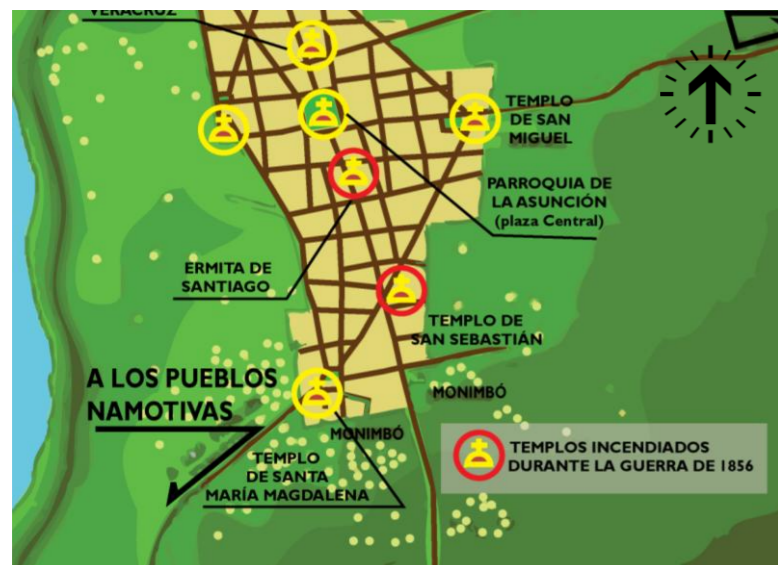 VERACRUZ
TEMPLO
DE SAN
MIGUEL
PARROQUIA DE
LA ASUNCIÓN
(plaza Central)
ERMITA DE
SANTIAGO
TEMPLO DE
SAN SEBASTIÁN
A LOS PUEBLOS
NAMOTIVAS
MONIMBÓ
MONIMBÓ
TEMPLO
DE SANTA
MARÍA MAGDALENA
TEMPLOS INCENDIADOS
DURANTE LA GUERRA DE 1856